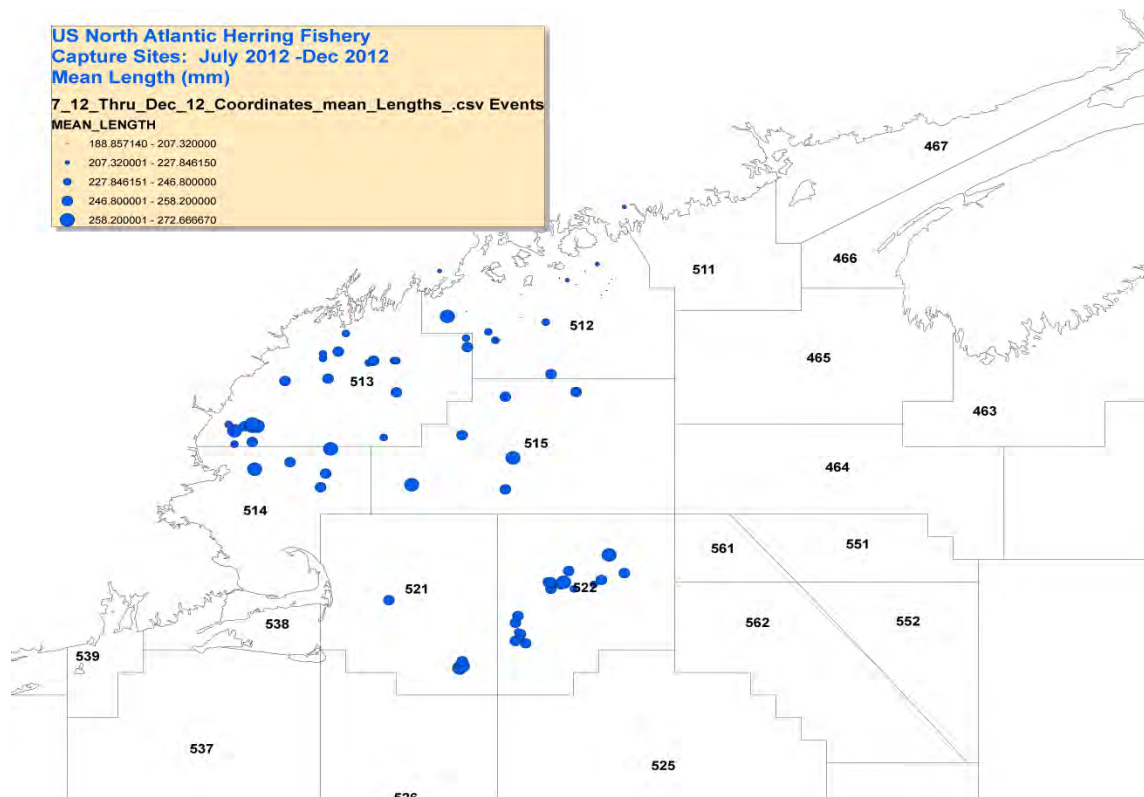 US North Atlantic Herring Fishery
Capture Sites: July 2012 -Dec 2012
Mean Length (mm)
7_12_Thru_Dec_12_Coordinates_mean_Lengths_.csv Events
MEAN_LENGTH
188.857140 - 207.320000
207.320001 - 227.846150
227.846151 - 246.800000
246.800001 - 258.200000
258.200001 - 272.666670
467
466
511
512
465
513
463
515
464
514
561
551
521
522
538
562
552
539
537
525